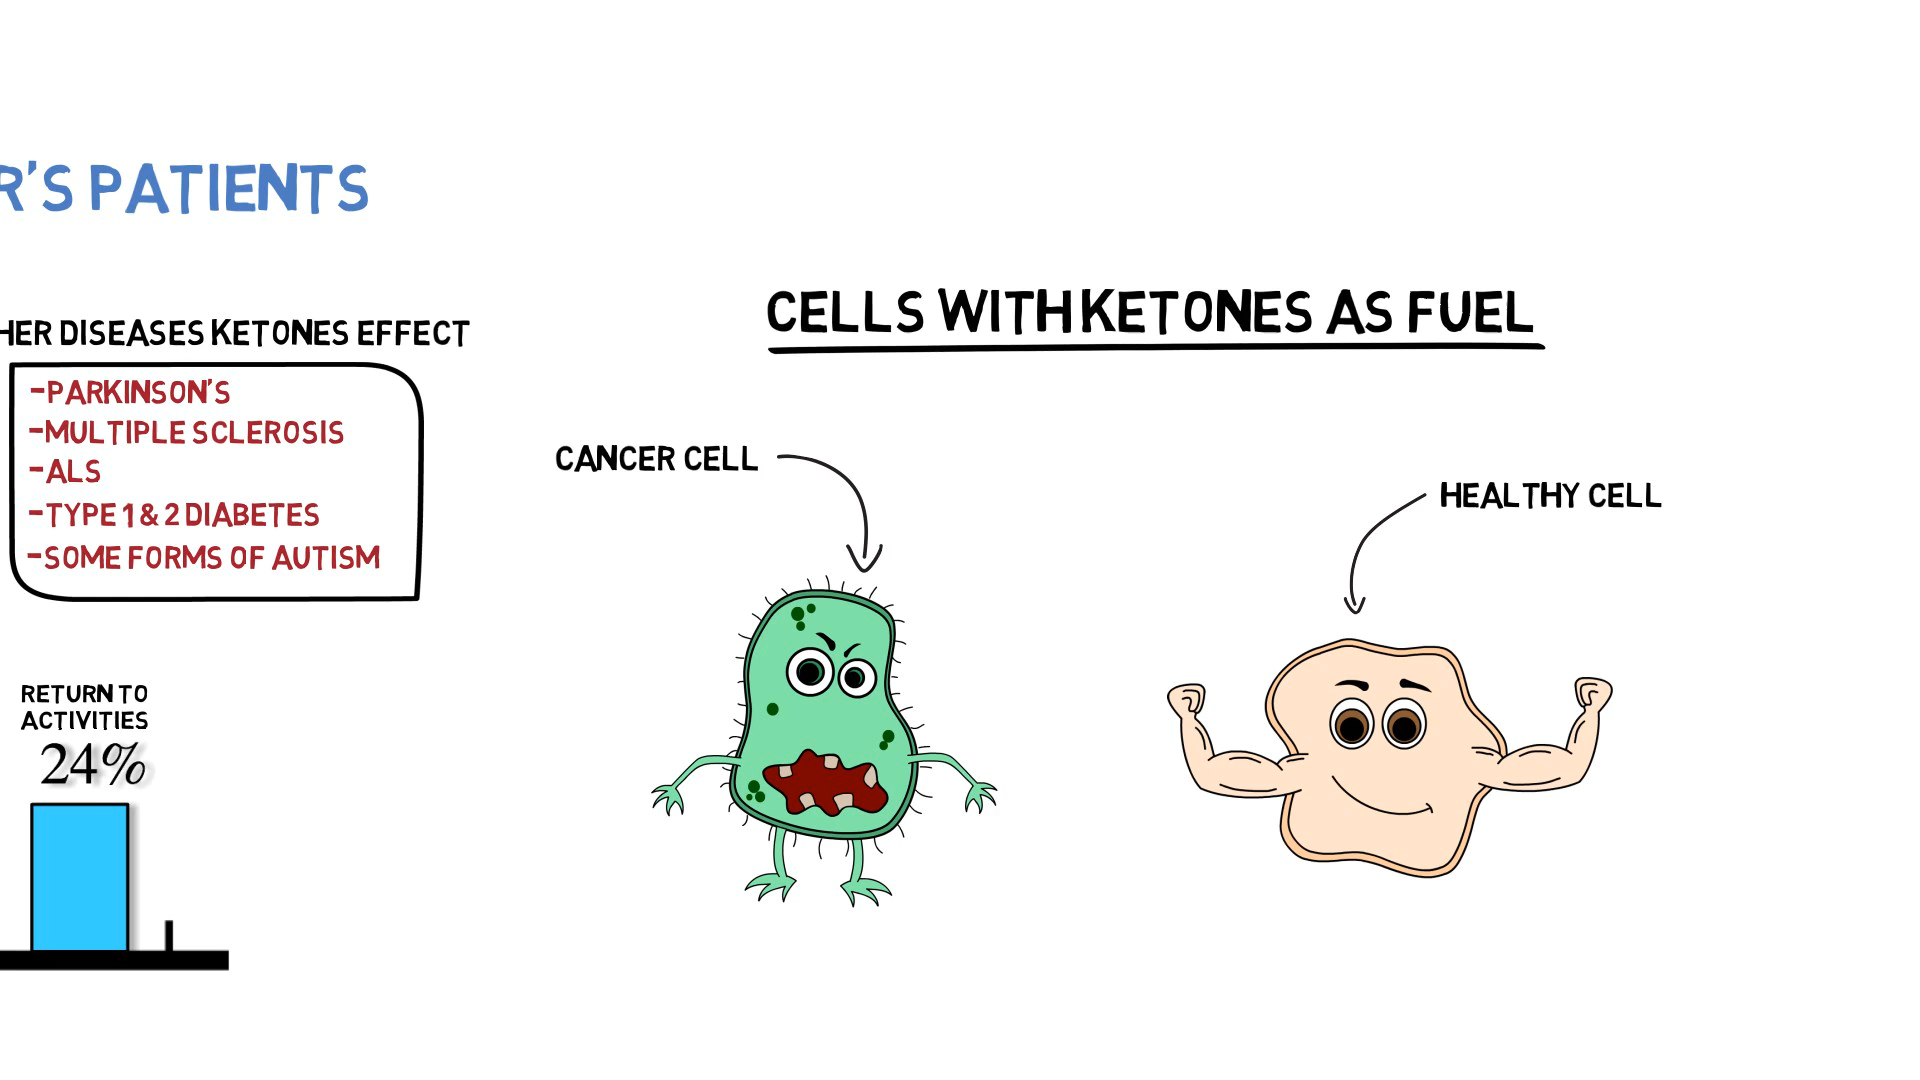 R'S PATIENTS
HER DISEASES KETONES EFFECT
-PARKINSON'S
-MULTIPLE SCLEROSIS
-ALS
-TYPE 1 & 2 DIABETES
-SOME FORMS OF AUTISM
RETURN TO
ACTIVITIES
24%
CELLS WITH KETONES AS FUEL
CANCER CELL
HEALTHY CELL